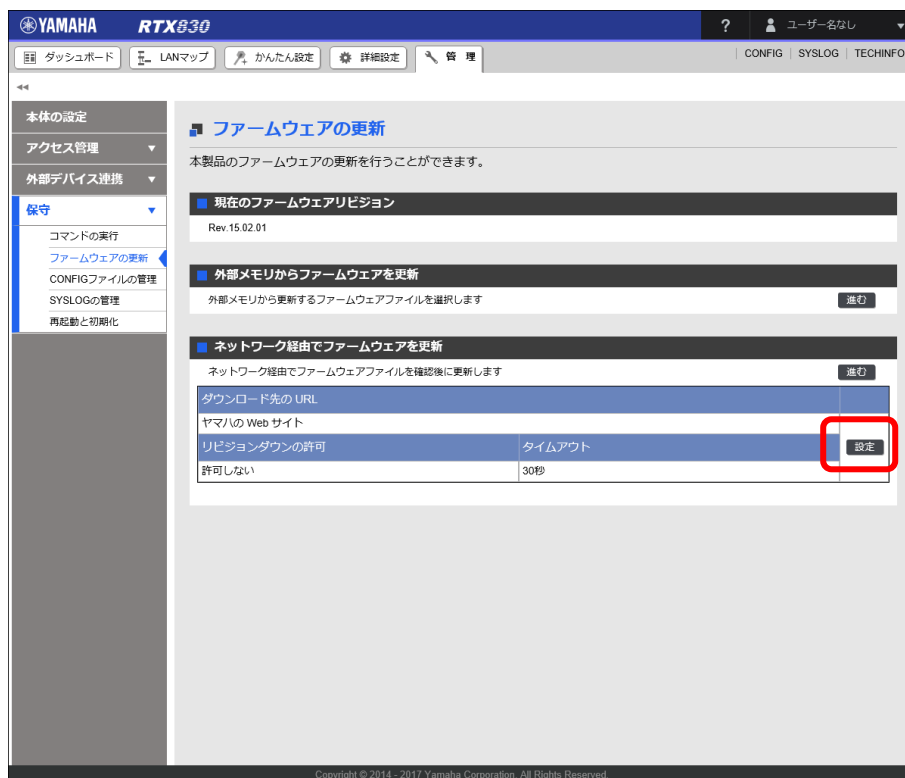 YAMAHA RTX830 ? ユーザー名なし ▼
ダッシュボード LANマップ かんたん設定 詳細設定 管 理 CONFIG | SYSLOG | TECHINFO
◀◀
本体の設定
アクセス管理 ▼
外部デバイス連携 ▼
保守 ▼
コマンドの実行
ファームウェアの更新
CONFIGファイルの管理
SYSLOGの管理
再起動と初期化
ファームウェアの更新
本製品のファームウェアの更新を行うことができます。
現在のファームウェアリビジョン
Rev.15.02.01
外部メモリからファームウェアを更新
外部メモリから更新するファームウェアファイルを選択します 進む
ネットワーク経由でファームウェアを更新
ネットワーク経由でファームウェアファイルを確認後に更新します 進む
ダウンロード先の URL
ヤマハの Web サイト
リビジョンダウンの許可 タイムアウト 設定
許可しない 30秒
Copyright © 2014 - 2017 Yamaha Corporation. All Rights Reserved.